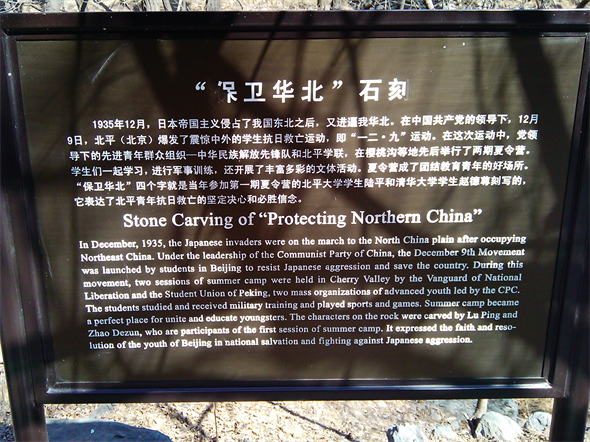 “保卫华北”石刻
1935年12月，日本帝国主义侵占了我国东北之后，又进逼我华北。在中国共产党的领导下，12月
9日，北平（北京）爆发了震惊中外的学生抗日救亡运动，即“一二·九”运动。在这次运动中，党领
导下的先进青年群众组织—中华民族解放先锋队和北平学联，在樱桃沟等地先后举行了两期夏令营。
学生们一起学习，进行军事训练，还开展了丰富多彩的文体活动。夏令营成了团结教育青年的好场所。
“保卫华北”四个字就是当年参加第一期夏令营的北平大学学生陆平和清华大学学生赵德尊刻写的，
它表达了北平青年抗日救亡的坚定决心和必胜信念。
Stone Carving of “Protecting Northern China”
In December, 1935, the Japanese invaders were on the march to the North China plain after occupying
Northeast China. Under the leadership of the Communist Party of China, the December 9th Movement
was launched by students in Beijing to resist Japanese aggression and save the country. During this
movement, two sessions of summer camp were held in Cherry Valley by the Vanguard of National
Liberation and the Student Union of Peking, two mass organizations of advanced youth led by the CPC.
The students studied and received military training and played sports and games. Summer camp became
a perfect place for unite and educate youngsters. The characters on the rock were carved by Lu Ping and
Zhao Dezun, who are participants of the first session of summer camp. It expressed the faith and reso-
lution of the youth of Beijing in national salvation and fighting against Japanese aggression.